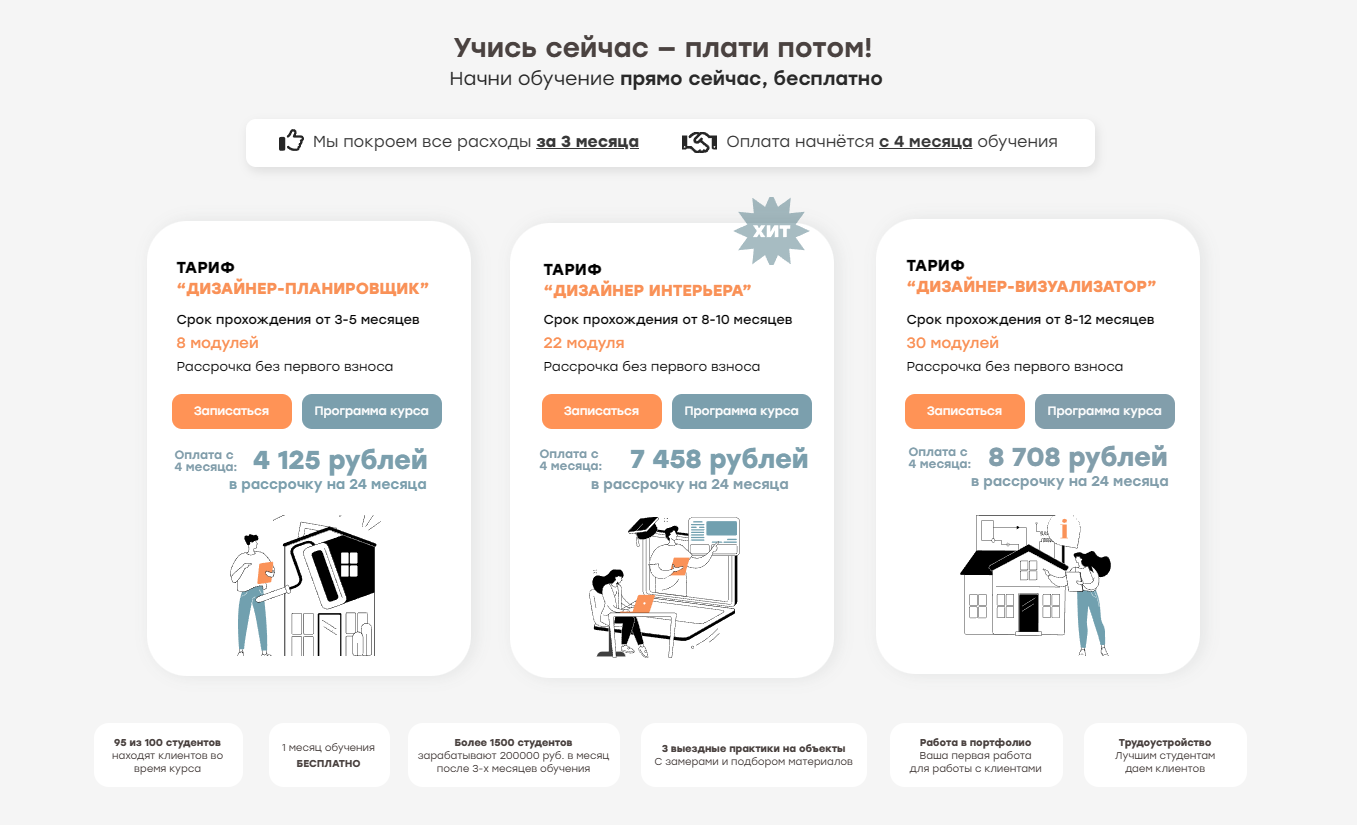 Учись сейчас — плати потом!
Начни обучение прямо сейчас, бесплатно
Мы покроем все расходы за 3 месяца
Оплата начнётся с 4 месяца обучения
ТАРИФ
“ДИЗАЙНЕР-ПЛАНИРОВЩИК”
Срок прохождения от 3-5 месяцев
8 модулей
Рассрочка без первого взноса
Записаться
Программа курса
Оплата с
4 месяца:
4 125 рублей
в рассрочку на 24 месяца
ХИТ
ТАРИФ
“ДИЗАЙНЕР ИНТЕРЬЕРА”
Срок прохождения от 8-10 месяцев
22 модуля
Рассрочка без первого взноса
Записаться
Программа курса
Оплата с
4 месяца:
7 458 рублей
в рассрочку на 24 месяца
ТАРИФ
“ДИЗАЙНЕР-ВИЗУАЛИЗАТОР”
Срок прохождения от 8-12 месяцев
30 модулей
Рассрочка без первого взноса
Записаться
Программа курса
Оплата с
4 месяца:
8 708 рублей
в рассрочку на 24 месяца
i
95 из 100 студентов
находят клиентов во
время курса
1 месяц обучения
БЕСПЛАТНО
Более 1500 студентов
зарабатывают 200000 руб. в месяц
после 3-х месяцев обучения
3 выездные практики на объекты
С замерами и подбором материалов
Работа в портфолио
Ваша первая работа
для работы с клиентами
Трудоустройство
Лучшим студентам
даем клиентов